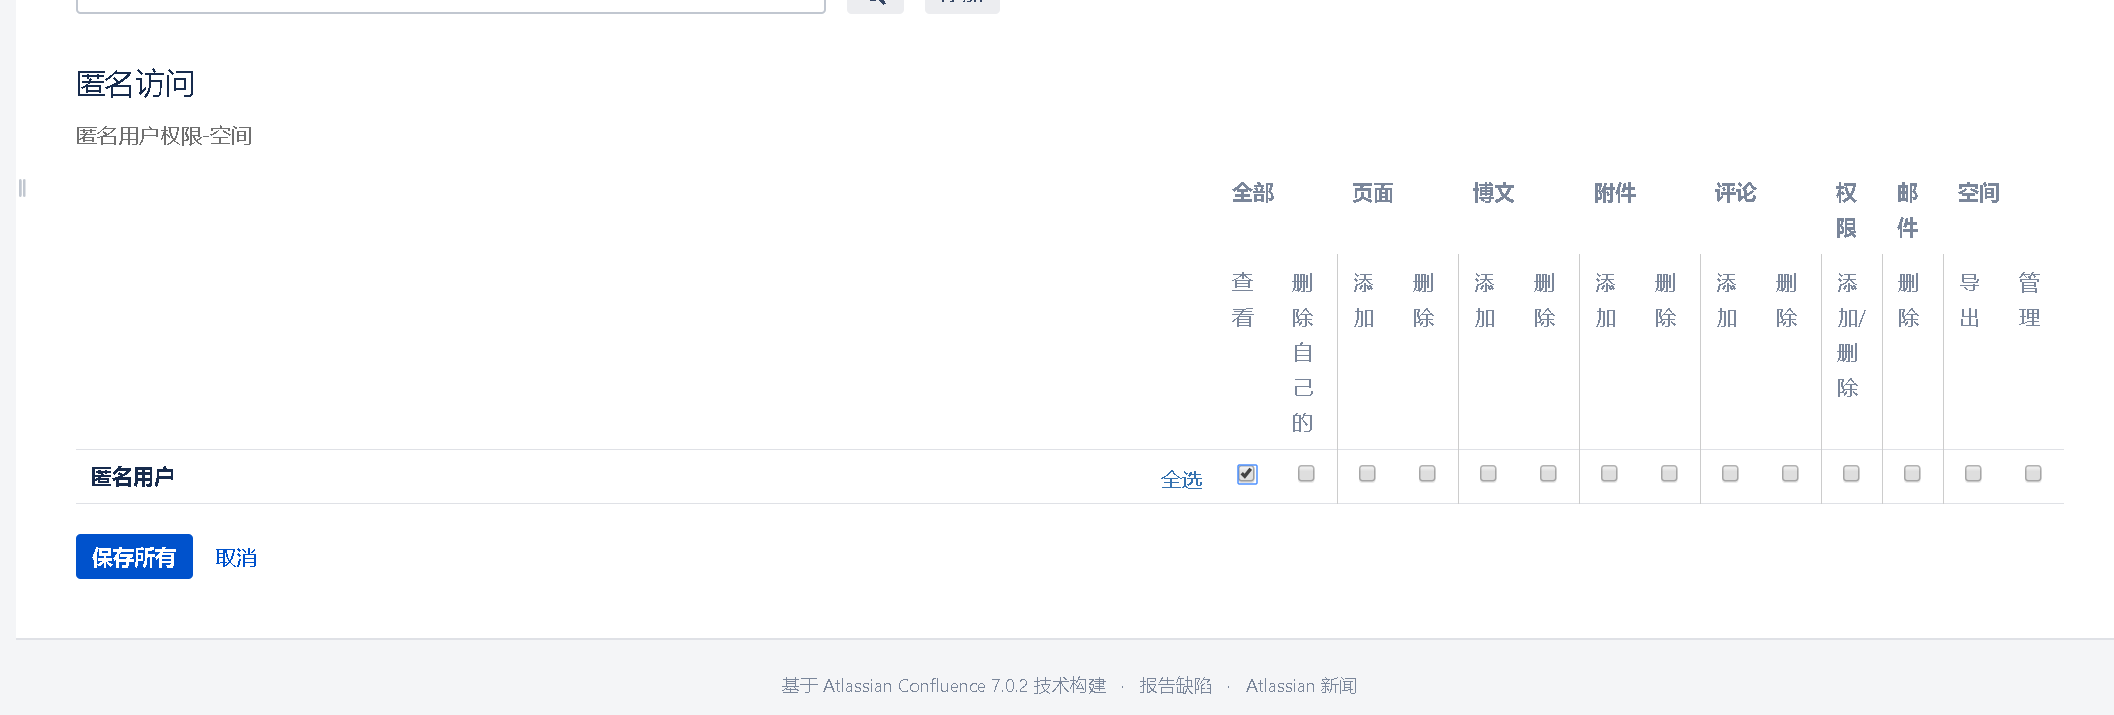 匿名访问
匿名用户权限-空间
全部 页面 博文 附件 评论 权限 邮件 空间
查看 删除自己的 添加 删除 添加 删除 添加 删除 添加 删除 添加/删除 删除 导出 管理
匿名用户 全选
保存所有 取消
基于 Atlassian Confluence 7.0.2 技术构建 · 报告缺陷 · Atlassian 新闻